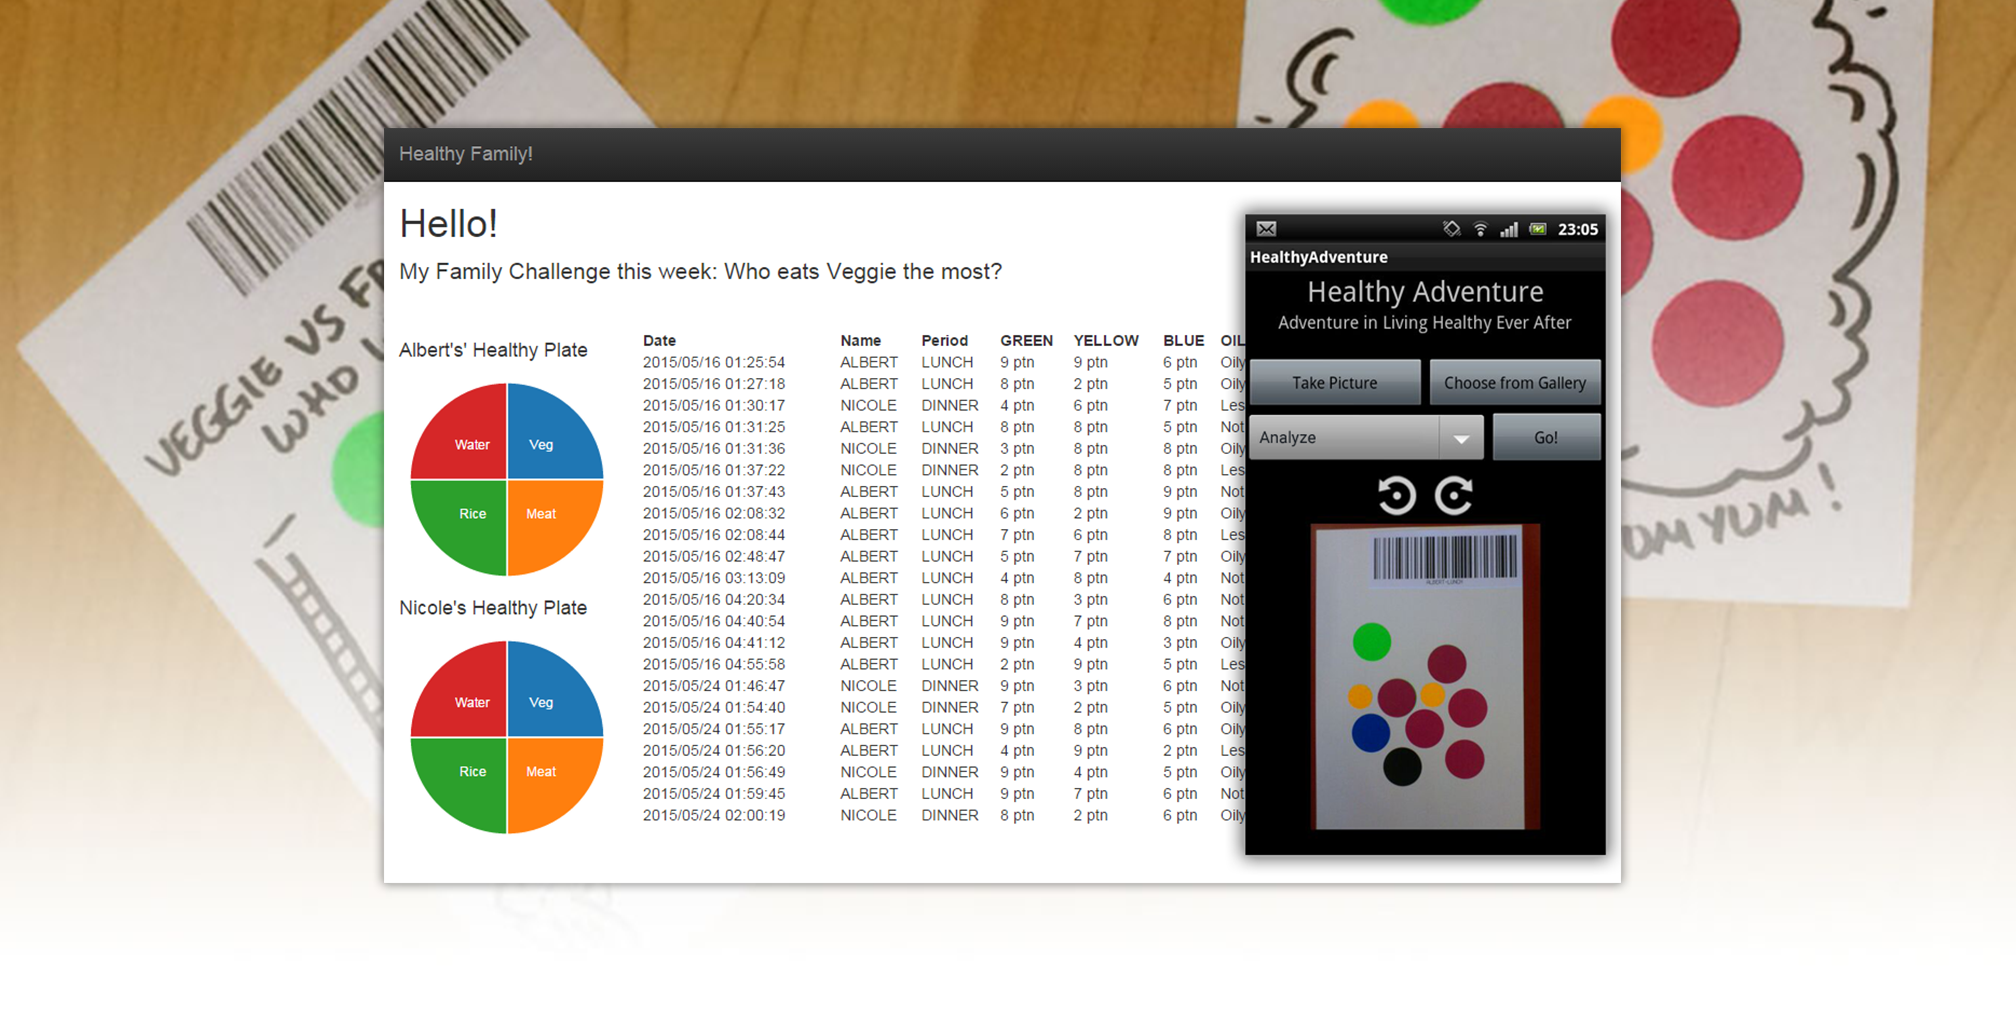 VEGGIE VS
WHO
YUM!
Healthy Family!
Hello!
My Family Challenge this week: Who eats Veggie the most?
Albert's' Healthy Plate
Water
Veg
Rice
Meat
Nicole's Healthy Plate
Water
Veg
Rice
Meat
Date Name Period GREEN YELLOW BLUE
2015/05/16 01:25:54 ALBERT LUNCH 9 ptn 9 ptn 6 ptn Oily
2015/05/16 01:27:18 ALBERT LUNCH 8 ptn 2 ptn 5 ptn Oily
2015/05/16 01:30:17 NICOLE DINNER 4 ptn 6 ptn 7 ptn Les
2015/05/16 01:31:25 ALBERT LUNCH 8 ptn 8 ptn 5 ptn Not
2015/05/16 01:31:36 NICOLE DINNER 3 ptn 8 ptn 8 ptn Oily
2015/05/16 01:37:22 NICOLE DINNER 2 ptn 8 ptn 8 ptn Les
2015/05/16 01:37:43 ALBERT LUNCH 5 ptn 8 ptn 9 ptn Not
2015/05/16 02:08:32 ALBERT LUNCH 6 ptn 2 ptn 9 ptn Oily
2015/05/16 02:08:44 ALBERT LUNCH 7 ptn 6 ptn 8 ptn Les
2015/05/16 02:48:47 ALBERT LUNCH 5 ptn 7 ptn 7 ptn Oily
2015/05/16 03:13:09 ALBERT LUNCH 4 ptn 8 ptn 4 ptn Not
2015/05/16 04:20:34 ALBERT LUNCH 8 ptn 3 ptn 6 ptn Not
2015/05/16 04:40:54 ALBERT LUNCH 9 ptn 7 ptn 8 ptn Not
2015/05/16 04:41:12 ALBERT LUNCH 9 ptn 4 ptn 3 ptn Oily
2015/05/16 04:55:58 ALBERT LUNCH 2 ptn 9 ptn 5 ptn Les
2015/05/24 01:46:47 NICOLE DINNER 9 ptn 3 ptn 6 ptn Not
2015/05/24 01:54:40 NICOLE DINNER 7 ptn 2 ptn 5 ptn Oily
2015/05/24 01:55:17 ALBERT LUNCH 9 ptn 8 ptn 6 ptn Oily
2015/05/24 01:56:20 ALBERT LUNCH 4 ptn 9 ptn 2 ptn Les
2015/05/24 01:56:49 NICOLE DINNER 9 ptn 4 ptn 5 ptn Oily
2015/05/24 01:59:45 ALBERT LUNCH 9 ptn 7 ptn 6 ptn Not
2015/05/24 02:00:19 NICOLE DINNER 8 ptn 2 ptn 6 ptn Oily
23:05
HealthyAdventure
Healthy Adventure
Adventure in Living Healthy Ever After
Take Picture
Choose from Gallery
Analyze
Go!
ALBERT-LUNCH